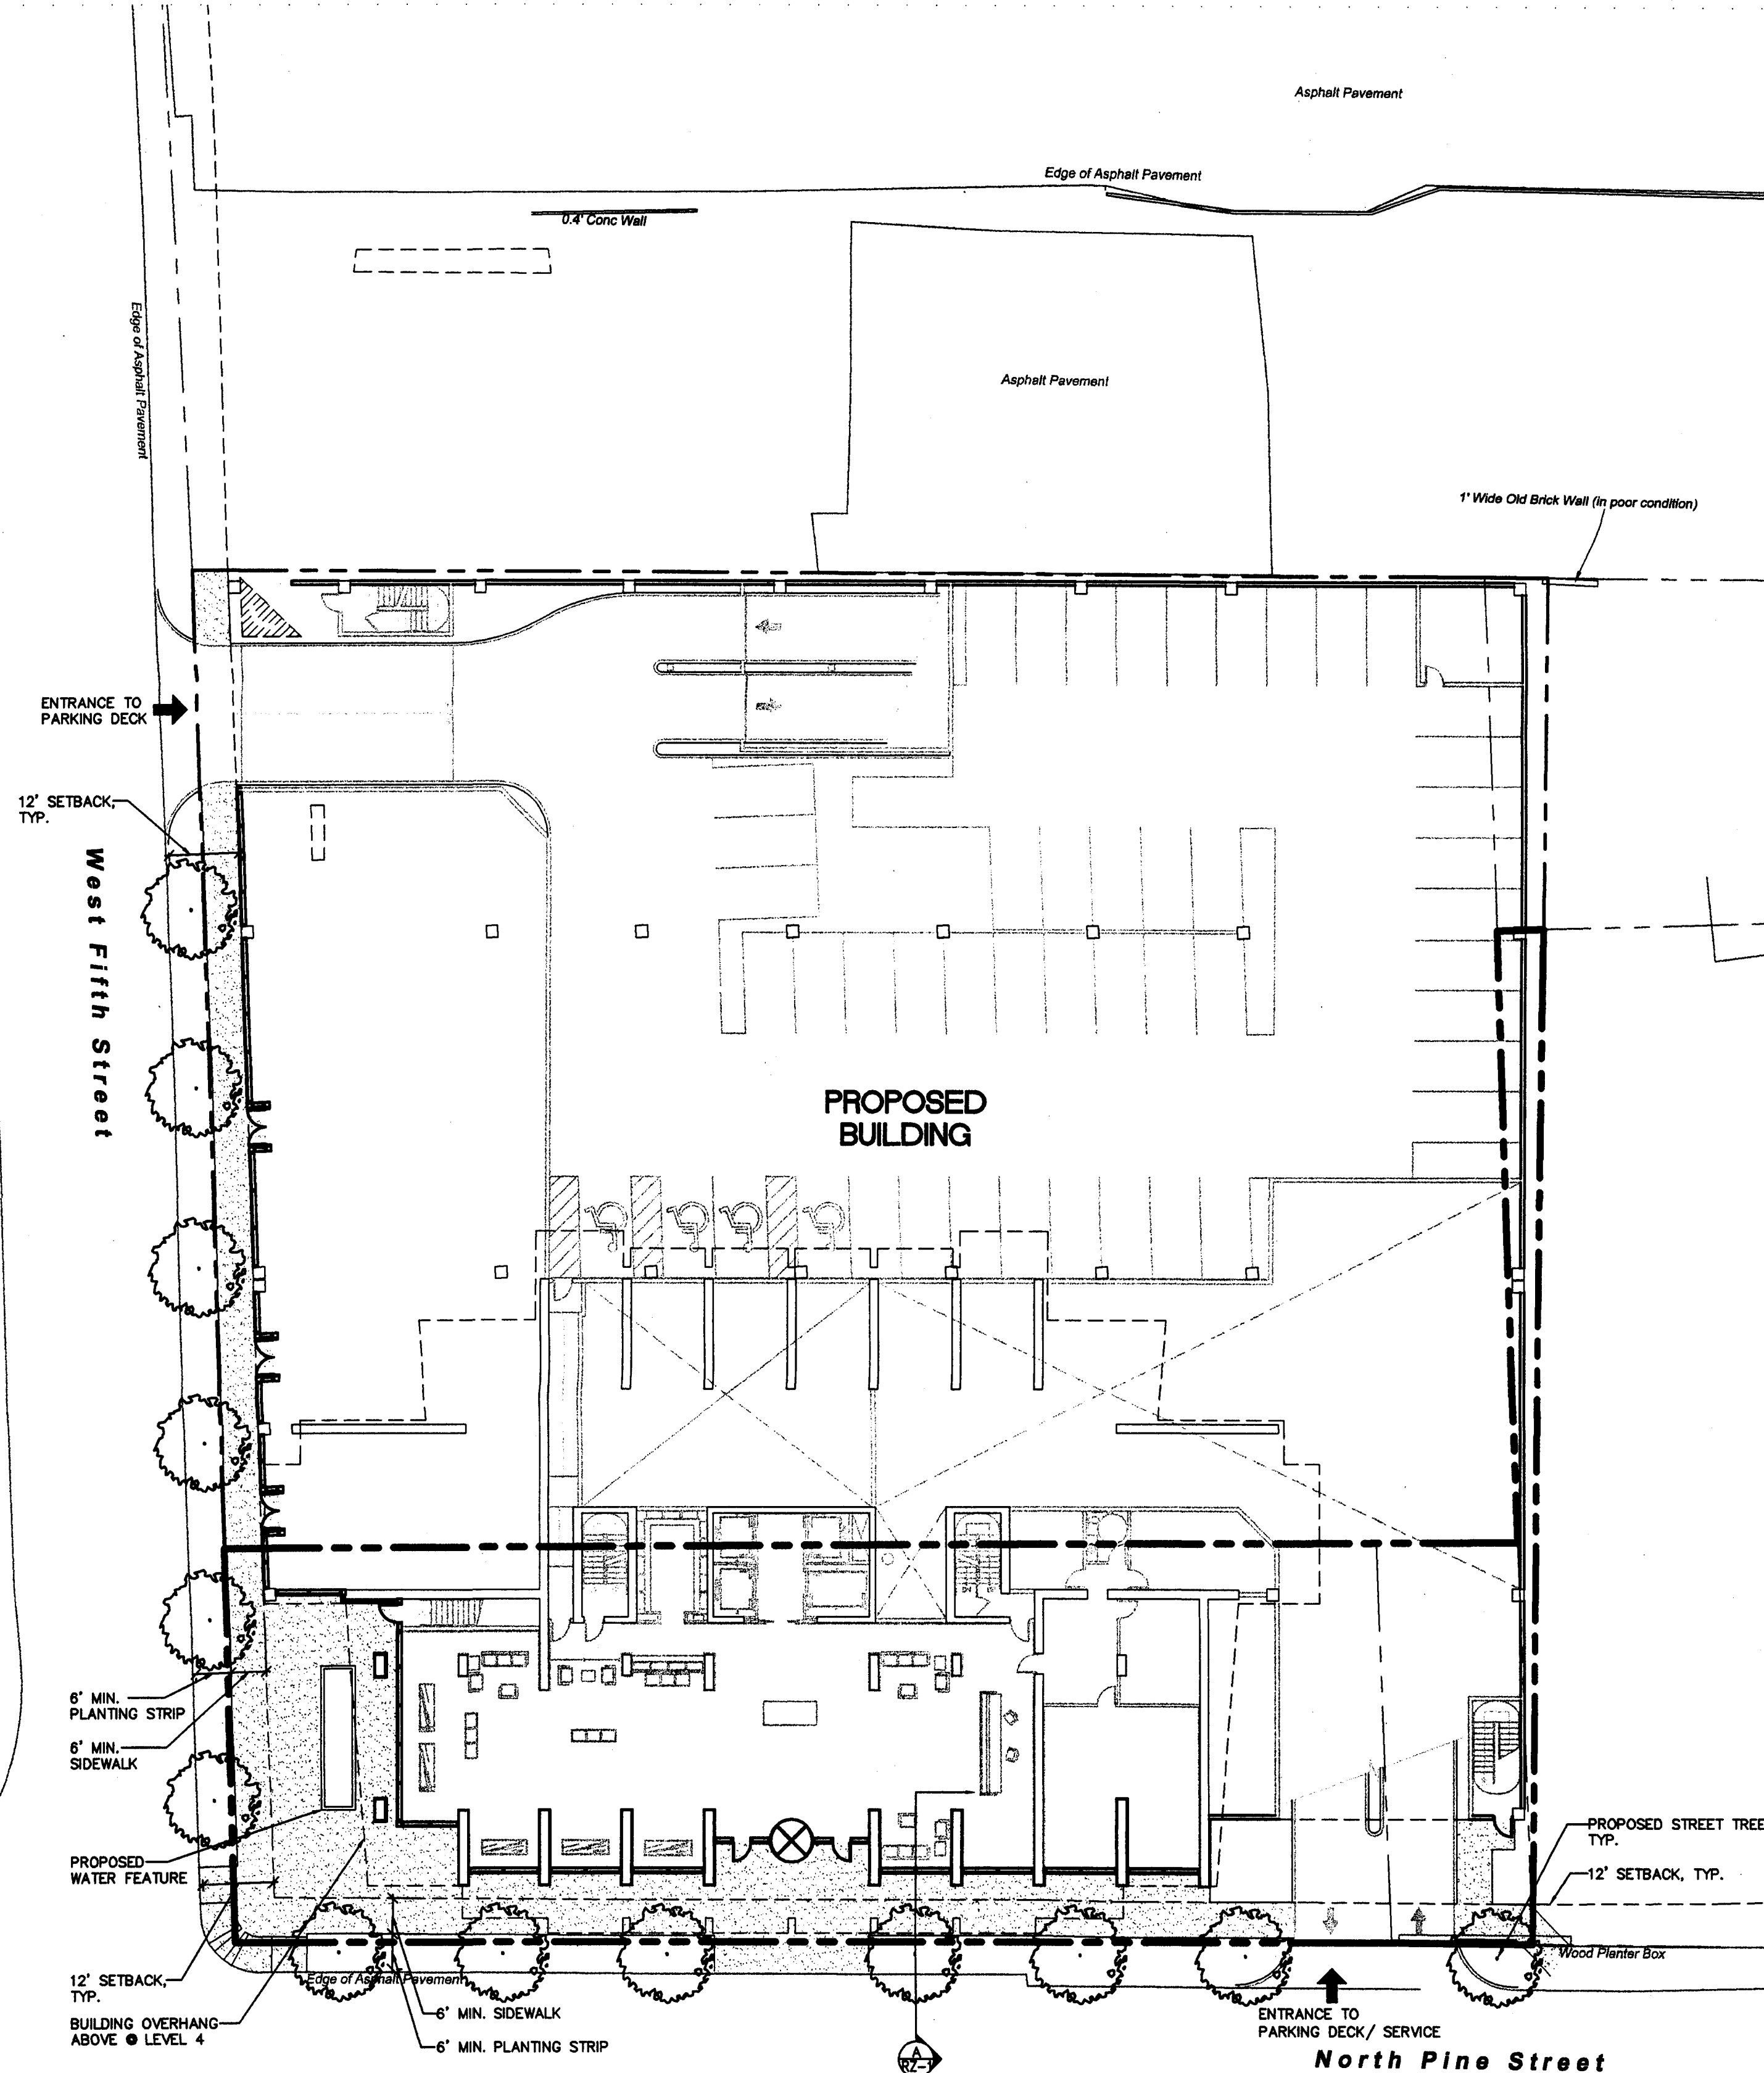 Asphalt Pavement
Edge of Asphalt Pavement
0.4' Conc Wall
Edge of Asphalt Pavement
Asphalt Pavement
1' Wide Old Brick Wall (in poor condition)
ENTRANCE TO
PARKING DECK
12' SETBACK,
TYP.
West Fifth Street
PROPOSED
BUILDING
6' MIN.
PLANTING STRIP
6' MIN.
SIDEWALK
PROPOSED
WATER FEATURE
PROPOSED STREET TREE
TYP.
12' SETBACK, TYP.
Wood Planter Box
12' SETBACK,
TYP.
Edge of Asphalt Pavement
BUILDING OVERHANG
ABOVE @ LEVEL 4
6' MIN. SIDEWALK
6' MIN. PLANTING STRIP
A
RZ-1
ENTRANCE TO
PARKING DECK/ SERVICE
North Pine Street